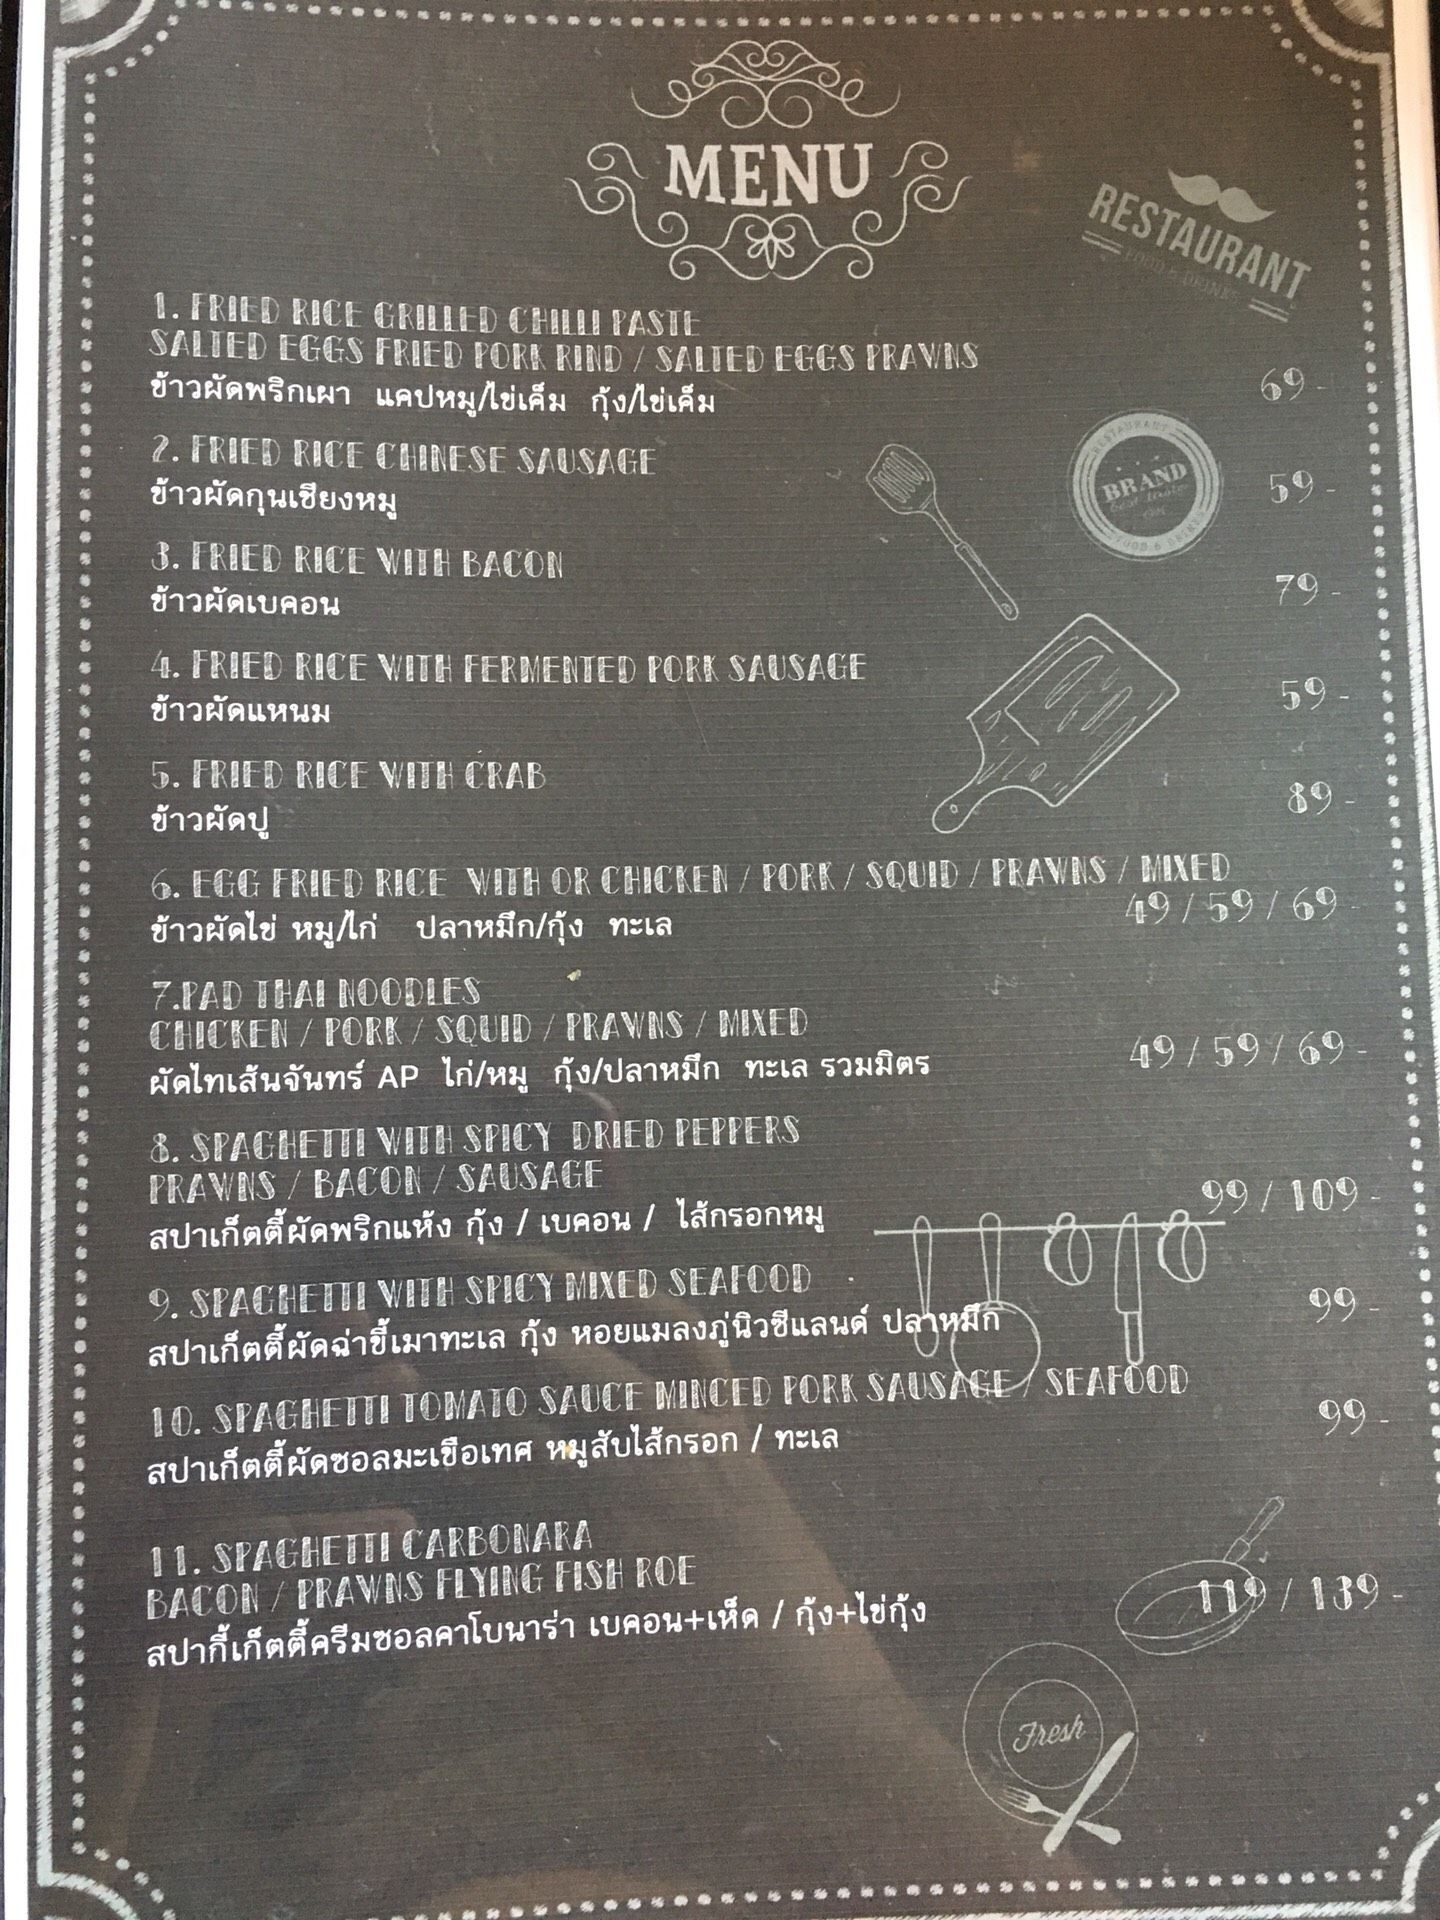 MENU
RESTAURANT
FOOD & DRINKS
1. FRIED RICE GRILLED CHILLI PASTE
SALTED EGGS FRIED PORK RIND / SALTED EGGS PRAWNS
ข้าวผัดพริกเผา แคปหมู/ไข่เค็ม กุ้ง/ไข่เค็ม
69 -
2. FRIED RICE CHINESE SAUSAGE
ข้าวผัดกุนเชียงหมู
59 -
RESTAURANT
BRAND
FOOD & DRINK
3. FRIED RICE WITH BACON
ข้าวผัดเบคอน
79 -
4. FRIED RICE WITH FERMENTED PORK SAUSAGE
ข้าวผัดแหนม
59 -
5. FRIED RICE WITH CRAB
ข้าวผัดปู
89 -
6. EGG FRIED RICE WITH OR CHICKEN / PORK / SQUID / PRAWNS / MIXED
ข้าวผัดไข่ หมู/ไก่ ปลาหมึก/กุ้ง ทะเล
49 / 59 / 69 -
7.PAD THAI NOODLES
CHICKEN / PORK / SQUID / PRAWNS / MIXED
ผัดไทเส้นจันทร์ AP ไก่/หมู กุ้ง/ปลาหมึก ทะเล รวมมิตร
49 / 59 / 69 -
8. SPAGHETTI WITH SPICY DRIED PEPPERS
PRAWNS / BACON / SAUSAGE
สปาเก็ตตี้ผัดพริกแห้ง กุ้ง / เบคอน / ไส้กรอกหมู
99 / 109 -
9. SPAGHETTI WITH SPICY MIXED SEAFOOD
สปาเก็ตตี้ผัดฉ่าขี้เมาทะเล กุ้ง หอยแมลงภู่นิวซีแลนด์ ปลาหมึก
99 -
10. SPAGHETTI TOMATO SAUCE MINCED PORK SAUSAGE / SEAFOOD
สปาเก็ตตี้ผัดซอลมะเขือเทศ หมูสับไส้กรอก / ทะเล
99 -
11. SPAGHETTI CARBONARA
BACON / PRAWNS FLYING FISH ROE
สปากี้เก็ตตี้ครีมซอลคาโบนาร่า เบคอน+เห็ด / กุ้ง+ไข่กุ้ง
119 / 139 -
Fresh